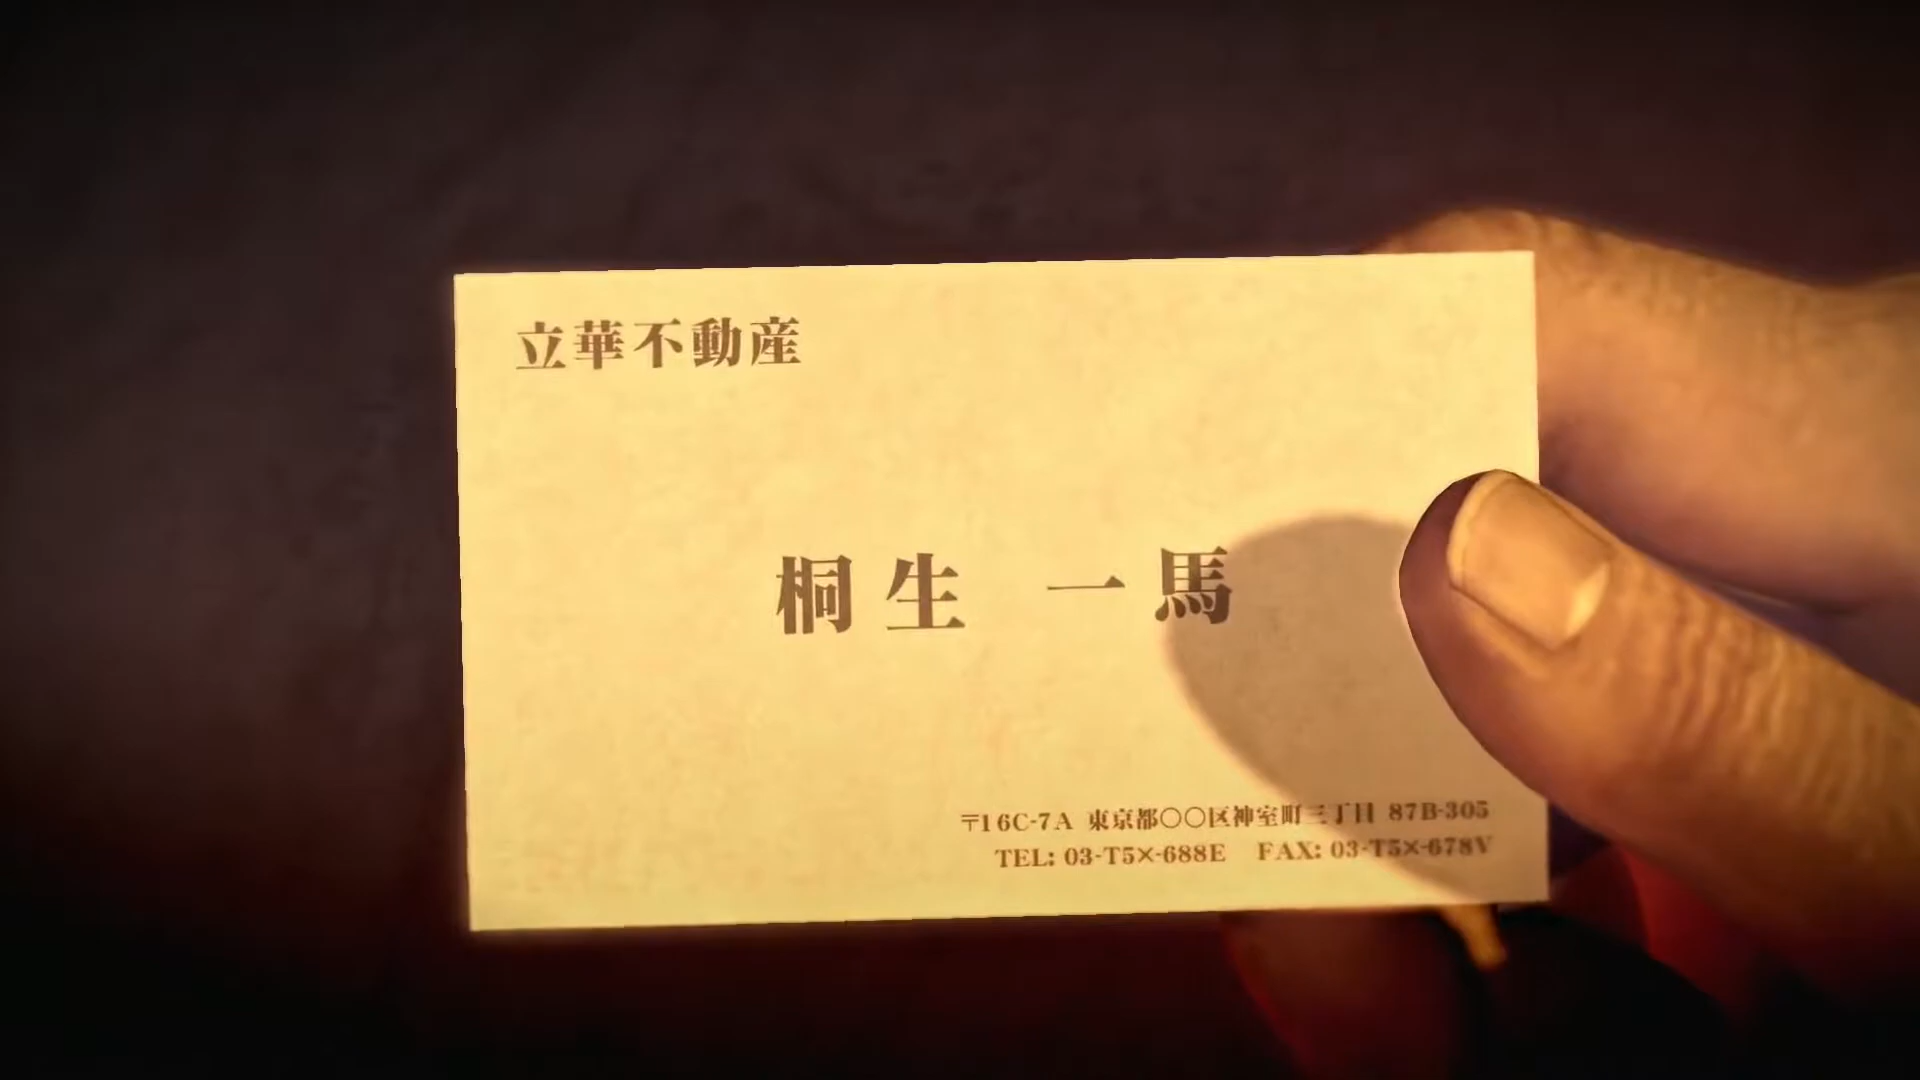 立華不動産
桐生 一馬
〒16C-7A 東京都〇〇区神室町三丁目 87B-305
TEL: 03-T5×-688E FAX: 03-T5×-678V